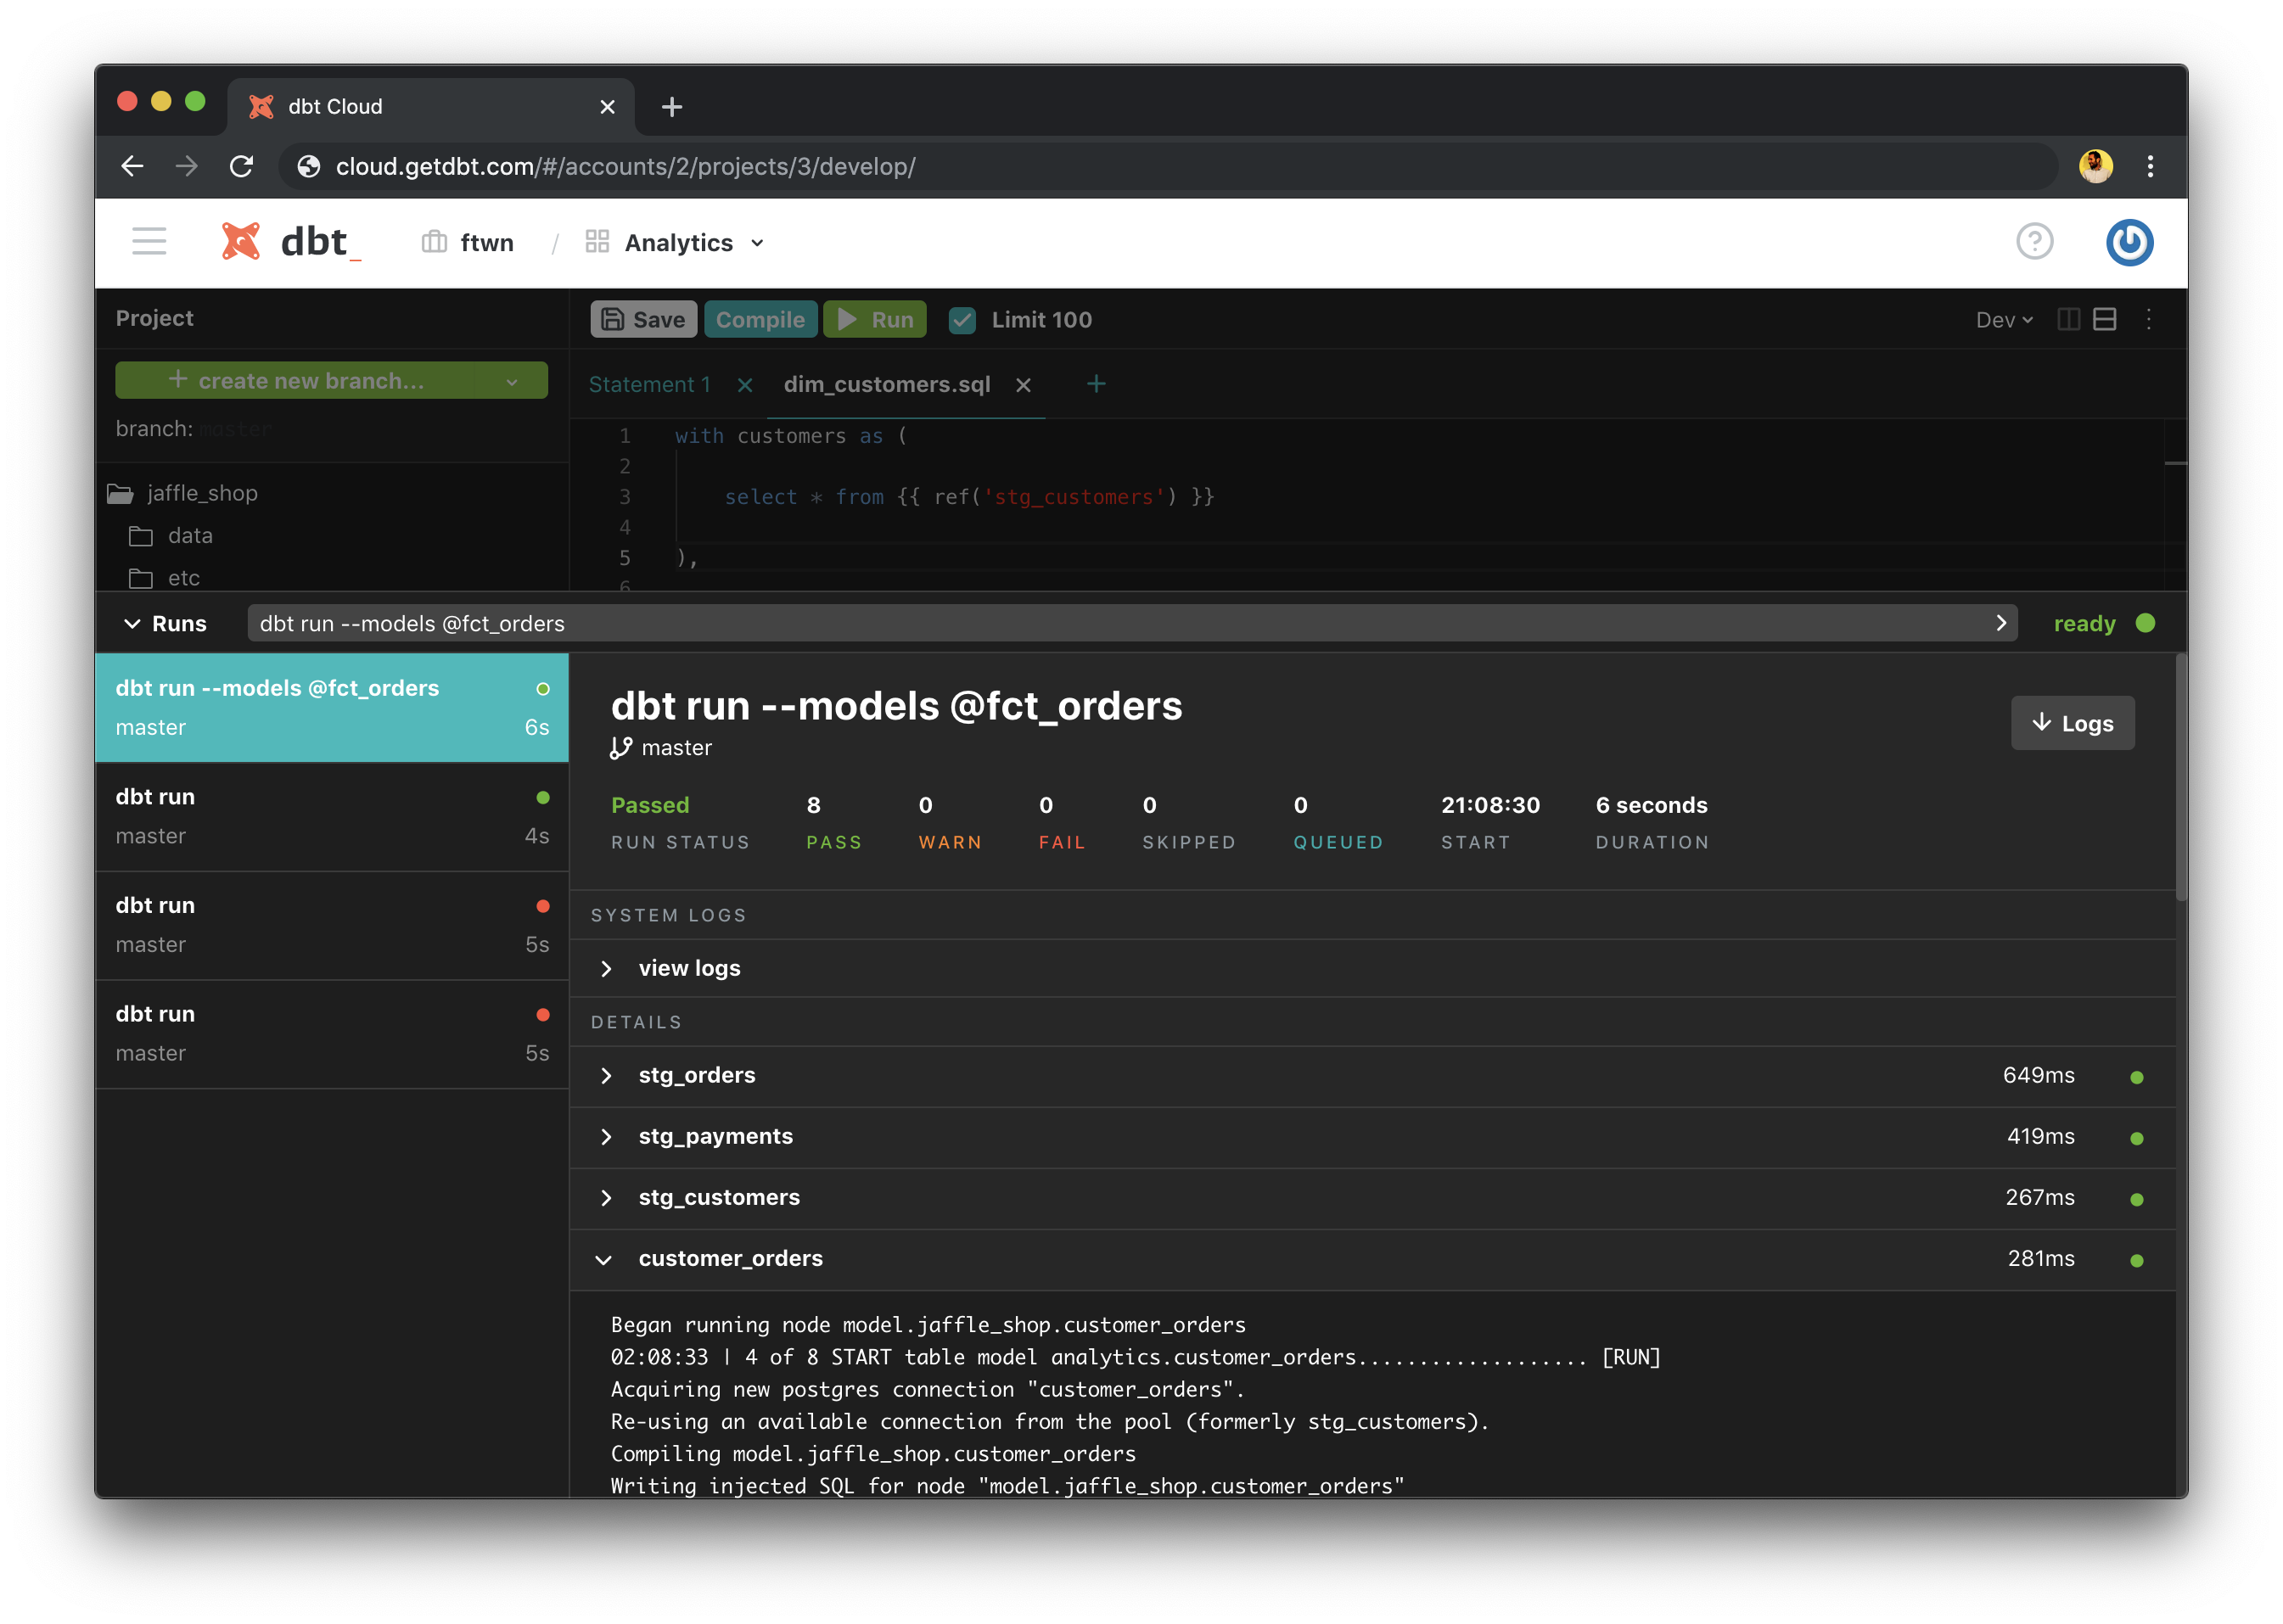 dbt Cloud
cloud.getdbt.com/#/accounts/2/projects/3/develop/
dbt_ ftwn / Analytics
Project
Save Compile Run Limit 100 Dev
+ create new branch...
branch: master
Statement 1 dim_customers.sql
jaffle_shop
data
etc
1 with customers as (
2
3 select * from {{ ref('stg_customers') }}
4
5 ),
6
Runs dbt run --models @fct_orders ready
dbt run --models @fct_orders
master 6s
dbt run
master 4s
dbt run
master 5s
dbt run
master 5s
dbt run --models @fct_orders
master
Logs
Passed 8 0 0 0 0 21:08:30 6 seconds
RUN STATUS PASS WARN FAIL SKIPPED QUEUED START DURATION
SYSTEM LOGS
view logs
DETAILS
stg_orders 649ms
stg_payments 419ms
stg_customers 267ms
customer_orders 281ms
Began running node model.jaffle_shop.customer_orders
02:08:33 | 4 of 8 START table model analytics.customer_orders................... [RUN]
Acquiring new postgres connection "customer_orders".
Re-using an available connection from the pool (formerly stg_customers).
Compiling model.jaffle_shop.customer_orders
Writing injected SQL for node "model.jaffle_shop.customer_orders"